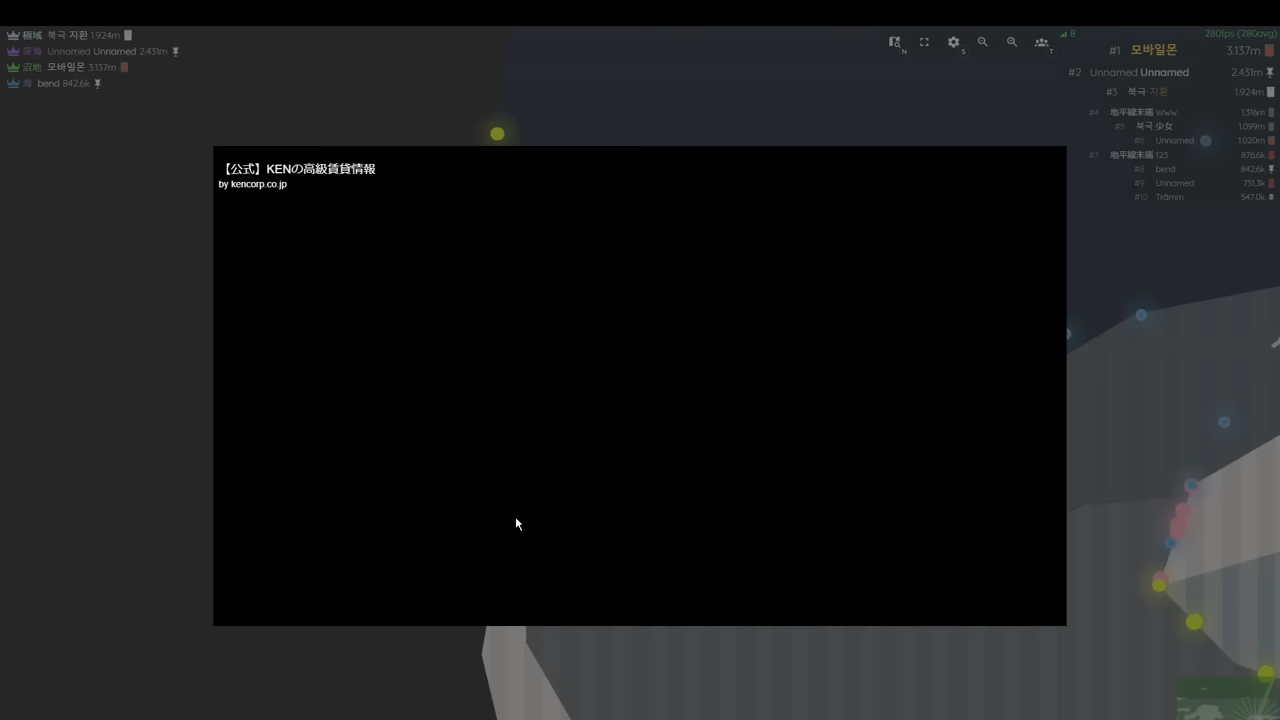 極域 북극 지환 1.924m
深海 Unnamed Unnamed 2.431m
沼地 모바일몬 3.137m
海 bend 842.6k
N
S
T
8
280fps (280avg)
#1 모바일몬 3.137m
#2 Unnamed Unnamed 2.431m
#3 북극 지환 1.924m
#4 地平線末端 Www 1.316m
#5 북극 少女 1.099m
#6 Unnamed 1.020m
#7 地平線末端 123 876.6k
#8 bend 842.6k
#9 Unnamed 751.3k
#10 Trâmm 547.0k
【公式】KENの高級賃貸情報
by kencorp.co.jp